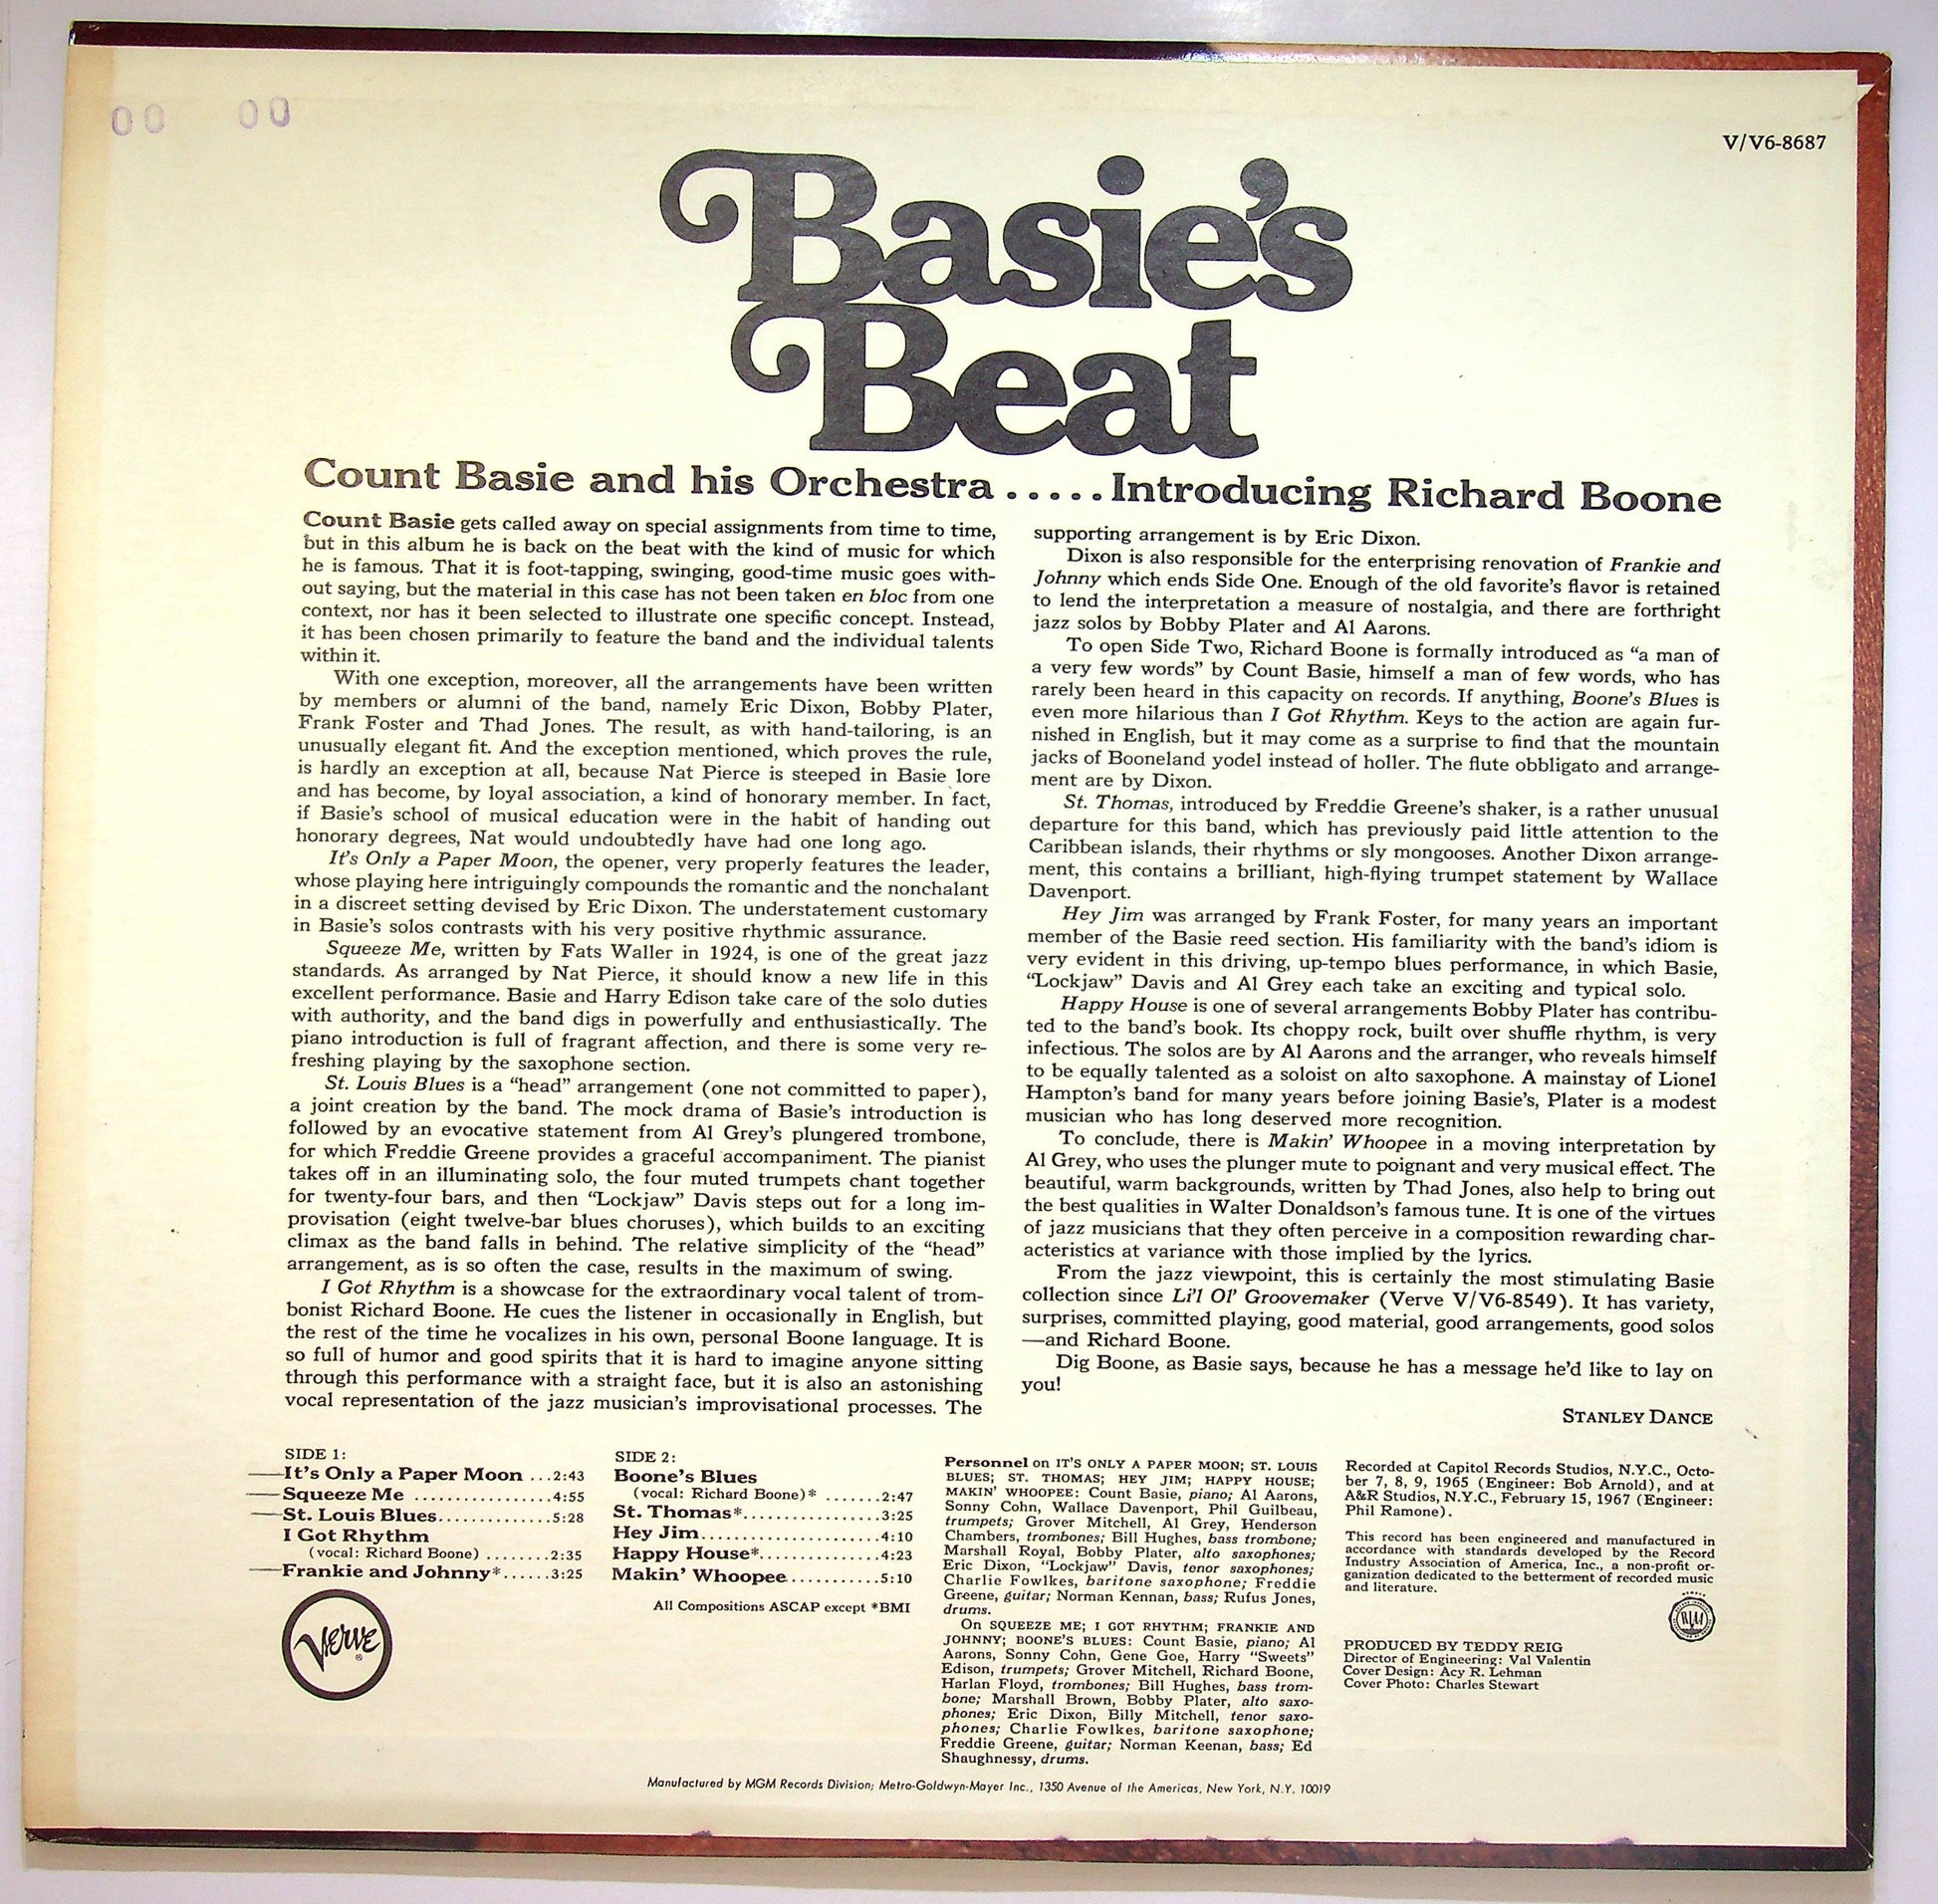 00 00
V/V6-8687
Basie's
Beat
Count Basie and his Orchestra.....Introducing Richard Boone
Count Basie gets called away on special assignments from time to time,
but in this album he is back on the beat with the kind of music for which
he is famous. That it is foot-tapping, swinging, good-time music goes with-
out saying, but the material in this case has not been taken en bloc from one
context, nor has it been selected to illustrate one specific concept. Instead,
it has been chosen primarily to feature the band and the individual talents
within it.
With one exception, moreover, all the arrangements have been written
by members or alumni of the band, namely Eric Dixon, Bobby Plater,
Frank Foster and Thad Jones. The result, as with hand-tailoring, is an
unusually elegant fit. And the exception mentioned, which proves the rule,
is hardly an exception at all, because Nat Pierce is steeped in Basie lore
and has become, by loyal association, a kind of honorary member. In fact,
if Basie's school of musical education were in the habit of handing out
honorary degrees, Nat would undoubtedly have had one long ago.
It's Only a Paper Moon, the opener, very properly features the leader,
whose playing here intriguingly compounds the romantic and the nonchalant
in a discreet setting devised by Eric Dixon. The understatement customary
in Basie's solos contrasts with his very positive rhythmic assurance.
Squeeze Me, written by Fats Waller in 1924, is one of the great jazz
standards. As arranged by Nat Pierce, it should know a new life in this
excellent performance. Basie and Harry Edison take care of the solo duties
with authority, and the band digs in powerfully and enthusiastically. The
piano introduction is full of fragrant affection, and there is some very re-
freshing playing by the saxophone section.
St. Louis Blues is a “head” arrangement (one not committed to paper),
a joint creation by the band. The mock drama of Basie's introduction is
followed by an evocative statement from Al Grey's plungered trombone,
for which Freddie Greene provides a graceful accompaniment. The pianist
takes off in an illuminating solo, the four muted trumpets chant together
for twenty-four bars, and then “Lockjaw” Davis steps out for a long im-
provisation (eight twelve-bar blues choruses), which builds to an exciting
climax as the band falls in behind. The relative simplicity of the “head”
arrangement, as is so often the case, results in the maximum of swing.
I Got Rhythm is a showcase for the extraordinary vocal talent of trom-
bonist Richard Boone. He cues the listener in occasionally in English, but
the rest of the time he vocalizes in his own, personal Boone language. It is
so full of humor and good spirits that it is hard to imagine anyone sitting
through this performance with a straight face, but it is also an astonishing
vocal representation of the jazz musician's improvisational processes. The
supporting arrangement is by Eric Dixon.
Dixon is also responsible for the enterprising renovation of Frankie and
Johnny which ends Side One. Enough of the old favorite's flavor is retained
to lend the interpretation a measure of nostalgia, and there are forthright
jazz solos by Bobby Plater and Al Aarons.
To open Side Two, Richard Boone is formally introduced as “a man of
a very few words” by Count Basie, himself a man of few words, who has
rarely been heard in this capacity on records. If anything, Boone's Blues is
even more hilarious than I Got Rhythm. Keys to the action are again fur-
nished in English, but it may come as a surprise to find that the mountain
jacks of Booneland yodel instead of holler. The flute obbligato and arrange-
ment are by Dixon.
St. Thomas, introduced by Freddie Greene's shaker, is a rather unusual
departure for this band, which has previously paid little attention to the
Caribbean islands, their rhythms or sly mongooses. Another Dixon arrange-
ment, this contains a brilliant, high-flying trumpet statement by Wallace
Davenport.
Hey Jim was arranged by Frank Foster, for many years an important
member of the Basie reed section. His familiarity with the band's idiom is
very evident in this driving, up-tempo blues performance, in which Basie,
“Lockjaw” Davis and Al Grey each take an exciting and typical solo.
Happy House is one of several arrangements Bobby Plater has contribu-
ted to the band's book. Its choppy rock, built over shuffle rhythm, is very
infectious. The solos are by Al Aarons and the arranger, who reveals himself
to be equally talented as a soloist on alto saxophone. A mainstay of Lionel
Hampton's band for many years before joining Basie's, Plater is a modest
musician who has long deserved more recognition.
To conclude, there is Makin' Whoopee in a moving interpretation by
Al Grey, who uses the plunger mute to poignant and very musical effect. The
beautiful, warm backgrounds, written by Thad Jones, also help to bring out
the best qualities in Walter Donaldson's famous tune. It is one of the virtues
of jazz musicians that they often perceive in a composition rewarding char-
acteristics at variance with those implied by the lyrics.
From the jazz viewpoint, this is certainly the most stimulating Basie
collection since Li'l Ol' Groovemaker (Verve V/V6-8549). It has variety,
surprises, committed playing, good material, good arrangements, good solos
—and Richard Boone.
Dig Boone, as Basie says, because he has a message he'd like to lay on
you!
STANLEY DANCE
SIDE 1:
It's Only a Paper Moon ...2:43
Squeeze Me .................4:55
St. Louis Blues..............5:28
I Got Rhythm
(vocal: Richard Boone) ........2:35
Frankie and Johnny*......3:25
SIDE 2:
Boone's Blues
(vocal: Richard Boone)* .......2:47
St. Thomas*.................3:25
Hey Jim......................4:10
Happy House*...............4:23
Makin' Whoopee...........5:10
All Compositions ASCAP except *BMI
Verve ®
Personnel on IT'S ONLY A PAPER MOON; ST. LOUIS
BLUES; ST. THOMAS; HEY JIM; HAPPY HOUSE;
MAKIN' WHOOPEE: Count Basie, piano; Al Aarons,
Sonny Cohn, Wallace Davenport, Phil Guilbeau,
trumpets; Grover Mitchell, Al Grey, Henderson
Chambers, trombones; Bill Hughes, bass trombone;
Marshall Royal, Bobby Plater, alto saxophones;
Eric Dixon, “Lockjaw” Davis, tenor saxophones;
Charlie Fowlkes, baritone saxophone; Freddie
Greene, guitar; Norman Kennan, bass; Rufus Jones,
drums.
On SQUEEZE ME; I GOT RHYTHM; FRANKIE AND
JOHNNY; BOONE'S BLUES: Count Basie, piano; Al
Aarons, Sonny Cohn, Gene Goe, Harry “Sweets”
Edison, trumpets; Grover Mitchell, Richard Boone,
Harlan Floyd, trombones; Bill Hughes, bass trom-
bone; Marshall Brown, Bobby Plater, alto saxo-
phones; Eric Dixon, Billy Mitchell, tenor saxo-
phones; Charlie Fowlkes, baritone saxophone;
Freddie Greene, guitar; Norman Keenan, bass; Ed
Shaughnessy, drums.
Recorded at Capitol Records Studios, N.Y.C., Octo-
ber 7, 8, 9, 1965 (Engineer: Bob Arnold), and at
A&R Studios, N.Y.C., February 15, 1967 (Engineer:
Phil Ramone).
This record has been engineered and manufactured in
accordance with standards developed by the Record
Industry Association of America, Inc., a non-profit or-
ganization dedicated to the betterment of recorded music
and literature.
RIAA
PRODUCED BY TEDDY REIG
Director of Engineering: Val Valentin
Cover Design: Acy R. Lehman
Cover Photo: Charles Stewart
Manufactured by MGM Records Division; Metro-Goldwyn-Mayer Inc., 1350 Avenue of the Americas, New York, N.Y. 10019